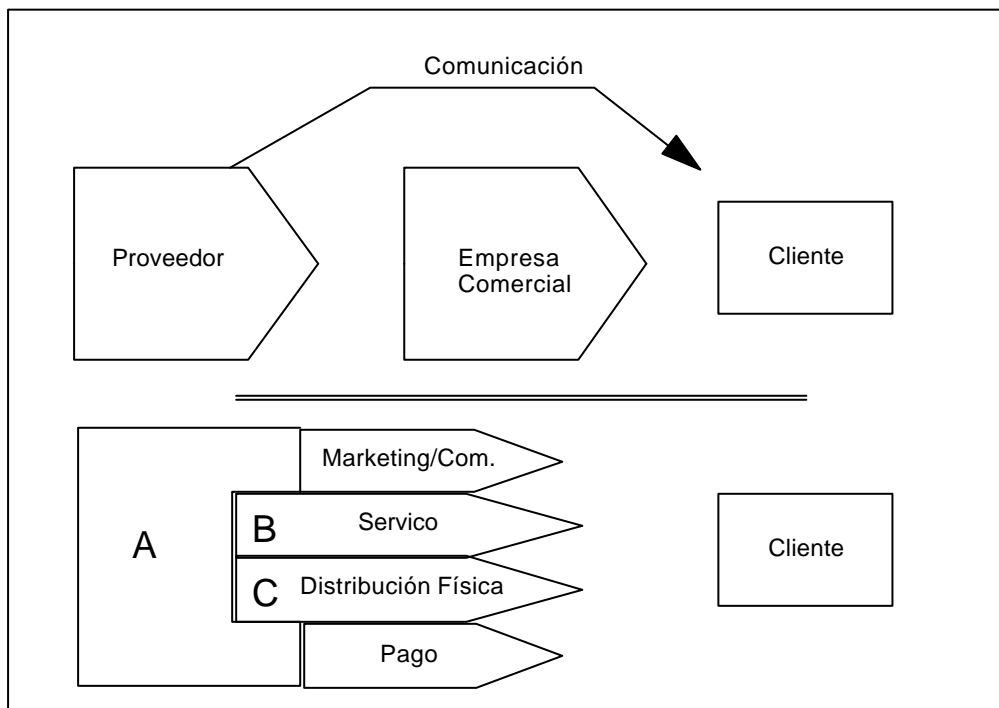 Comunicación
Proveedor
Empresa
Comercial
Cliente
Marketing/Com.
A
B Servico
C Distribución Física
Pago
Cliente